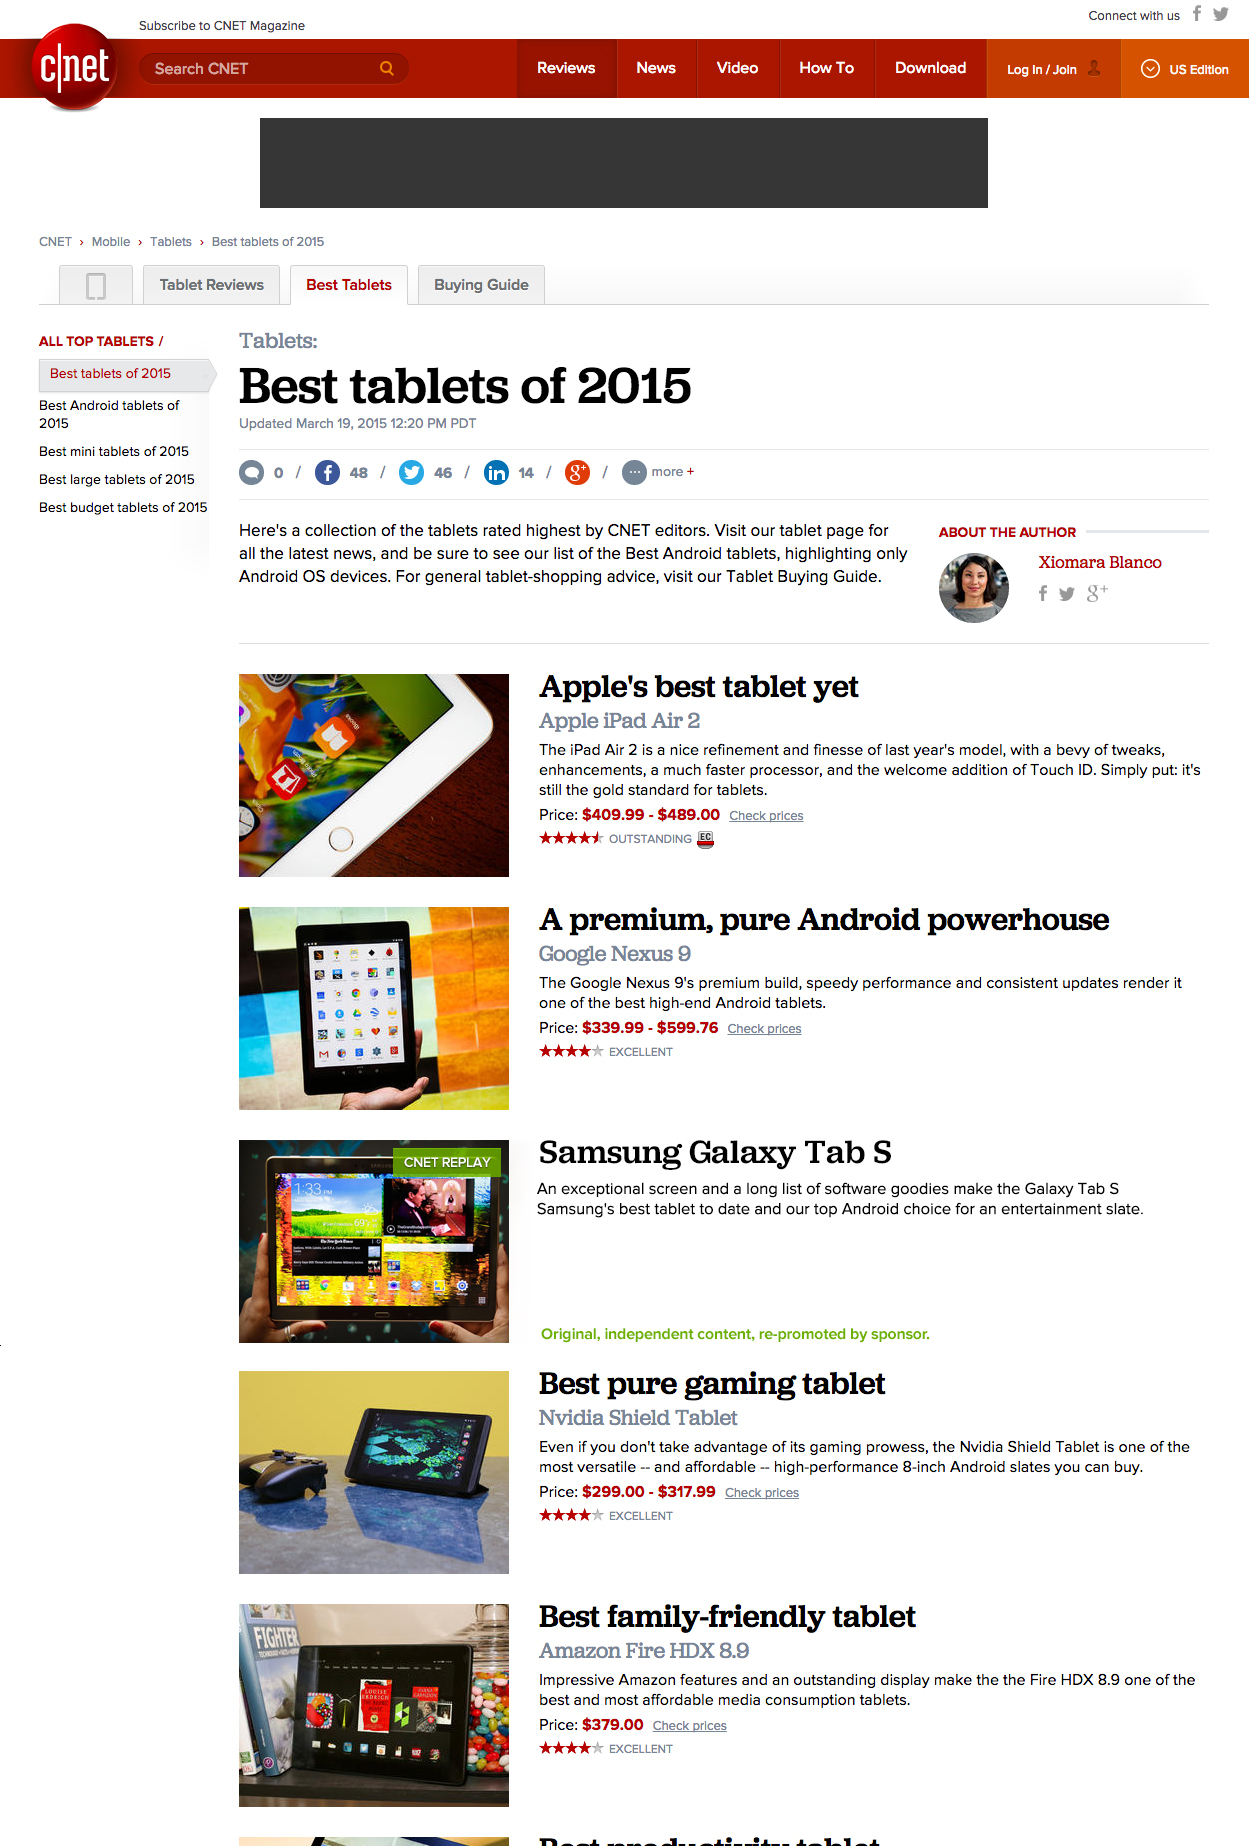 Subscribe to CNET Magazine
Connect with us
c|net
Search CNET
Reviews
News
Video
How To
Download
Log In / Join
US Edition
CNET › Mobile › Tablets › Best tablets of 2015
Tablet Reviews
Best Tablets
Buying Guide
ALL TOP TABLETS /
Best tablets of 2015
Best Android tablets of
2015
Best mini tablets of 2015
Best large tablets of 2015
Best budget tablets of 2015
Tablets:
Best tablets of 2015
Updated March 19, 2015 12:20 PM PDT
0 / 48 / 46 / in 14 / g+ / more +
Here's a collection of the tablets rated highest by CNET editors. Visit our tablet page for
all the latest news, and be sure to see our list of the Best Android tablets, highlighting only
Android OS devices. For general tablet-shopping advice, visit our Tablet Buying Guide.
ABOUT THE AUTHOR
Xiomara Blanco
Apple's best tablet yet
Apple iPad Air 2
The iPad Air 2 is a nice refinement and finesse of last year's model, with a bevy of tweaks,
enhancements, a much faster processor, and the welcome addition of Touch ID. Simply put: it's
still the gold standard for tablets.
Price: $409.99 - $489.00 Check prices
OUTSTANDING EC
A premium, pure Android powerhouse
Google Nexus 9
The Google Nexus 9's premium build, speedy performance and consistent updates render it
one of the best high-end Android tablets.
Price: $339.99 - $599.76 Check prices
EXCELLENT
CNET REPLAY
1:33 PM
Samsung Galaxy Tab S
An exceptional screen and a long list of software goodies make the Galaxy Tab S
Samsung's best tablet to date and our top Android choice for an entertainment slate.
Original, independent content, re-promoted by sponsor.
Best pure gaming tablet
Nvidia Shield Tablet
Even if you don't take advantage of its gaming prowess, the Nvidia Shield Tablet is one of the
most versatile -- and affordable -- high-performance 8-inch Android slates you can buy.
Price: $299.00 - $317.99 Check prices
EXCELLENT
FIGHTER
Best family-friendly tablet
Amazon Fire HDX 8.9
Impressive Amazon features and an outstanding display make the the Fire HDX 8.9 one of the
best and most affordable media consumption tablets.
Price: $379.00 Check prices
EXCELLENT
Best productivity tablet